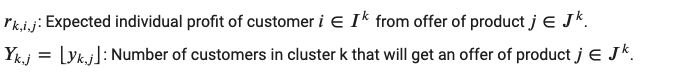 r_{k,i,j}: Expected individual profit of customer i ∈ I^k from offer of product j ∈ J^k.
Y_{k,j} = ⌊y_{k,j}⌋: Number of customers in cluster k that will get an offer of product j ∈ J^k.